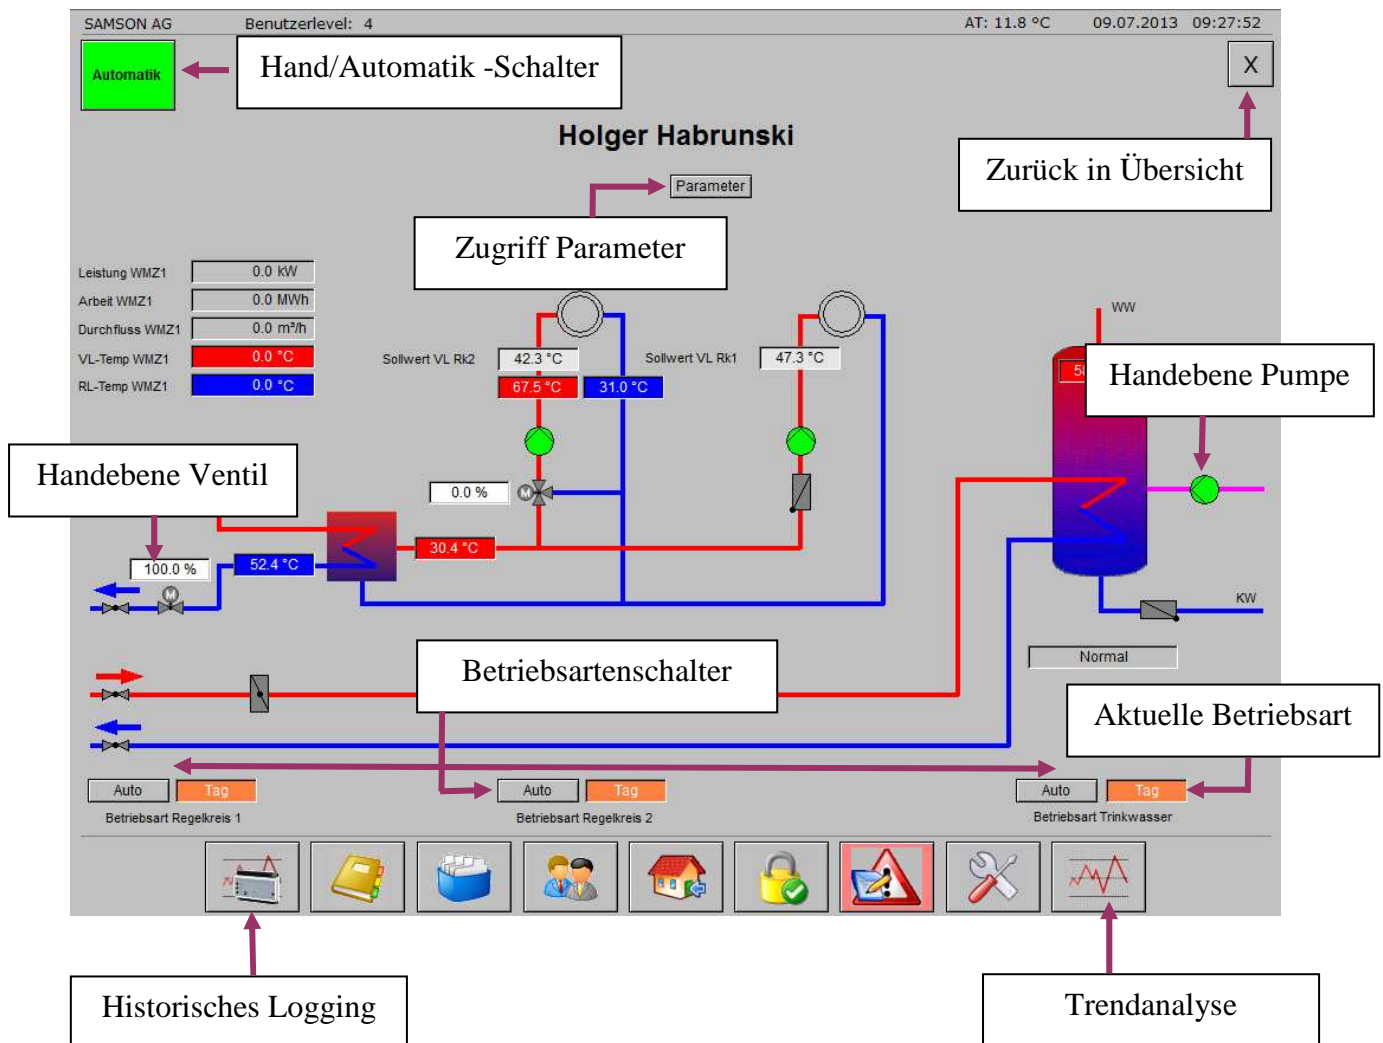 SAMSON AG Benutzerlevel: 4 AT: 11.8 °C 09.07.2013 09:27:52
Automatik
Hand/Automatik -Schalter
X
Holger Habrunski
Zurück in Übersicht
Parameter
Zugriff Parameter
Leistung WMZ1 0.0 kW
Arbeit WMZ1 0.0 MWh
Durchfluss WMZ1 0.0 m³/h
VL-Temp WMZ1 0.0 °C
RL-Temp WMZ1 0.0 °C
Sollwert VL Rk2 42.3 °C
67.5 °C 31.0 °C
Sollwert VL Rk1 47.3 °C
WW
Handebene Pumpe
Handebene Ventil
0.0 %
M
30.4 °C
100.0 %
52.4 °C
M
KW
Normal
Betriebsartenschalter
Aktuelle Betriebsart
Auto Tag
Betriebsart Regelkreis 1
Auto Tag
Betriebsart Regelkreis 2
Auto Tag
Betriebsart Trinkwasser
Historisches Logging
Trendanalyse